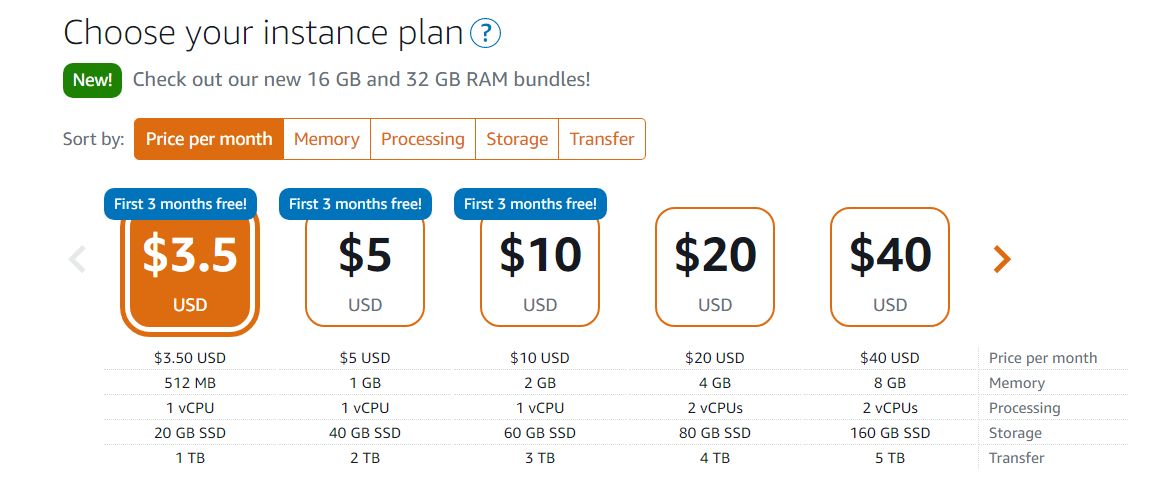 Choose your instance plan ?
New! Check out our new 16 GB and 32 GB RAM bundles!
Sort by: Price per month Memory Processing Storage Transfer
First 3 months free! First 3 months free! First 3 months free!
$3.5 $5 $10 $20 $40
USD USD USD USD USD
$3.50 USD $5 USD $10 USD $20 USD $40 USD Price per month
512 MB 1 GB 2 GB 4 GB 8 GB Memory
1 vCPU 1 vCPU 1 vCPU 2 vCPUs 2 vCPUs Processing
20 GB SSD 40 GB SSD 60 GB SSD 80 GB SSD 160 GB SSD Storage
1 TB 2 TB 3 TB 4 TB 5 TB Transfer